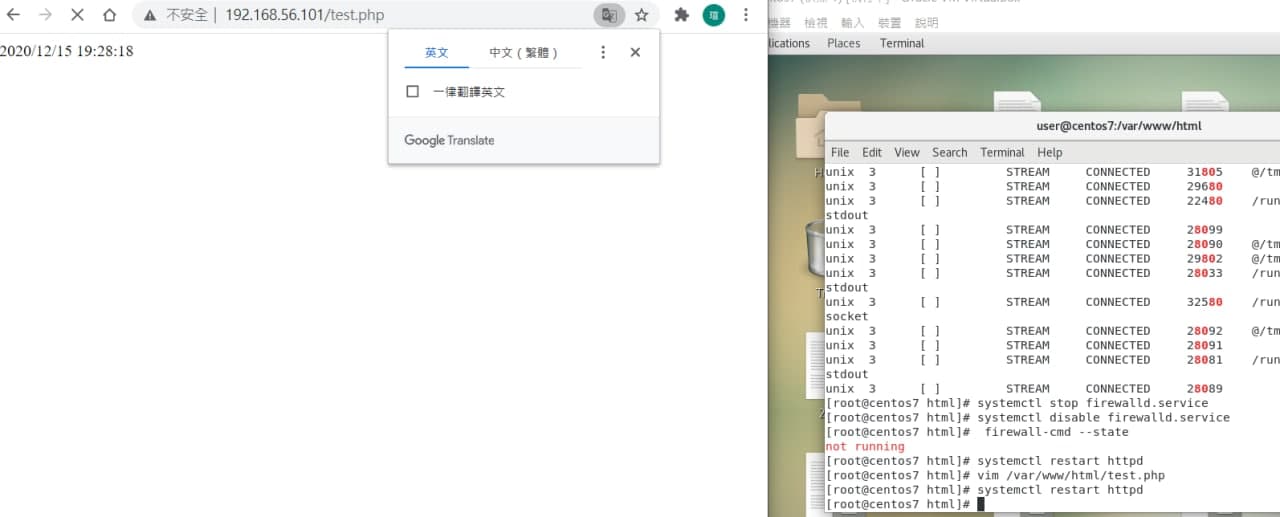 不安全 | 192.168.56.101/test.php
瑄
2020/12/15 19:28:18
英文 中文（繁體）
一律翻譯英文
Google Translate
機器 檢視 輸入 裝置 說明
lications Places Terminal
user@centos7:/var/www/html
File Edit View Search Terminal Help
unix 3 [ ] STREAM CONNECTED 31805 @/tm
unix 3 [ ] STREAM CONNECTED 29680
unix 3 [ ] STREAM CONNECTED 22480 /run
stdout
unix 3 [ ] STREAM CONNECTED 28099
unix 3 [ ] STREAM CONNECTED 28090 @/tm
unix 3 [ ] STREAM CONNECTED 29802 @/tm
unix 3 [ ] STREAM CONNECTED 28033 /run
stdout
unix 3 [ ] STREAM CONNECTED 32580 /run
socket
unix 3 [ ] STREAM CONNECTED 28092 @/tm
unix 3 [ ] STREAM CONNECTED 28091
unix 3 [ ] STREAM CONNECTED 28081 /run
stdout
unix 3 [ ] STREAM CONNECTED 28089
[root@centos7 html]# systemctl stop firewalld.service
[root@centos7 html]# systemctl disable firewalld.service
[root@centos7 html]#  firewall-cmd --state
not running
[root@centos7 html]# systemctl restart httpd
[root@centos7 html]# vim /var/www/html/test.php
[root@centos7 html]# systemctl restart httpd
[root@centos7 html]#